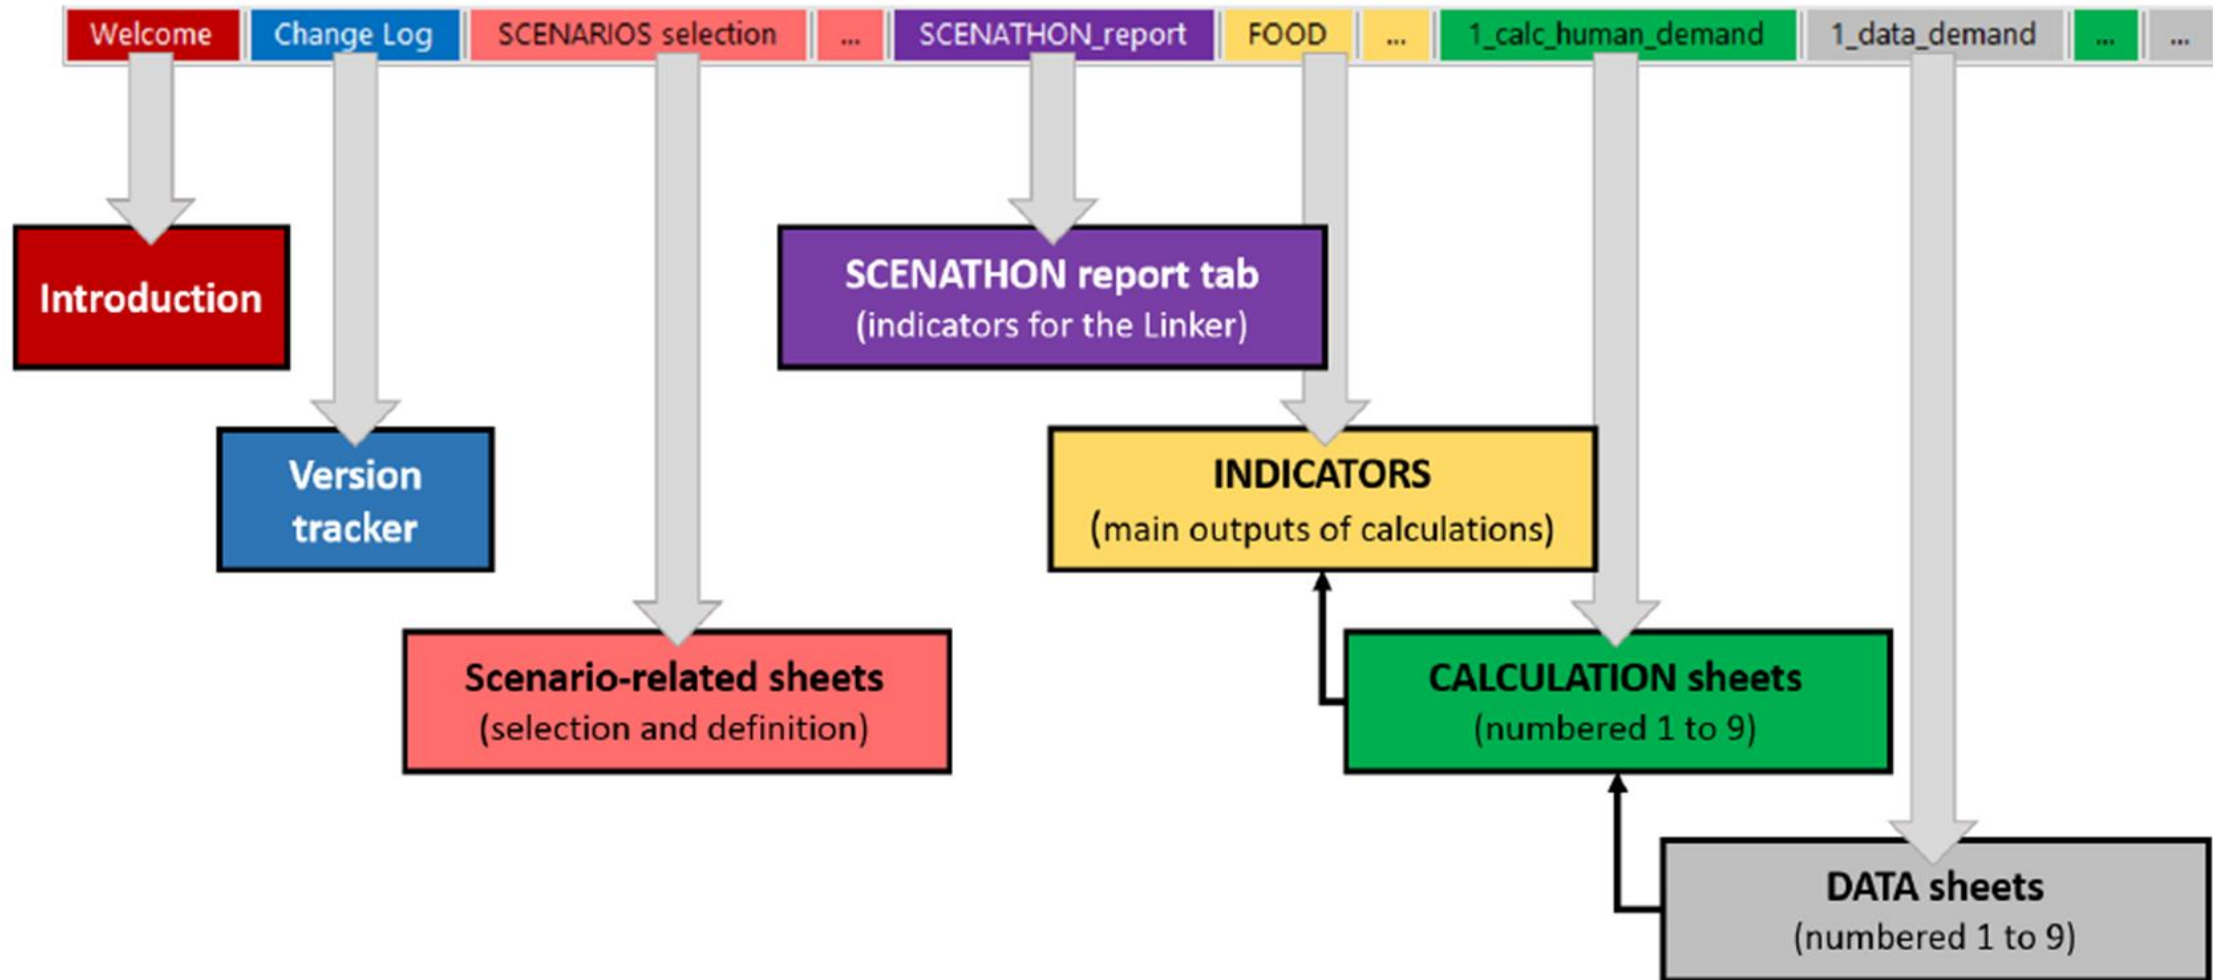 Welcome Change Log SCENARIOS selection ... SCENATHON_report FOOD ... 1_calc_human_demand 1_data_demand ... ...
Introduction
SCENATHON report tab
(indicators for the Linker)
Version
tracker
INDICATORS
(main outputs of calculations)
Scenario-related sheets
(selection and definition)
CALCULATION sheets
(numbered 1 to 9)
DATA sheets
(numbered 1 to 9)